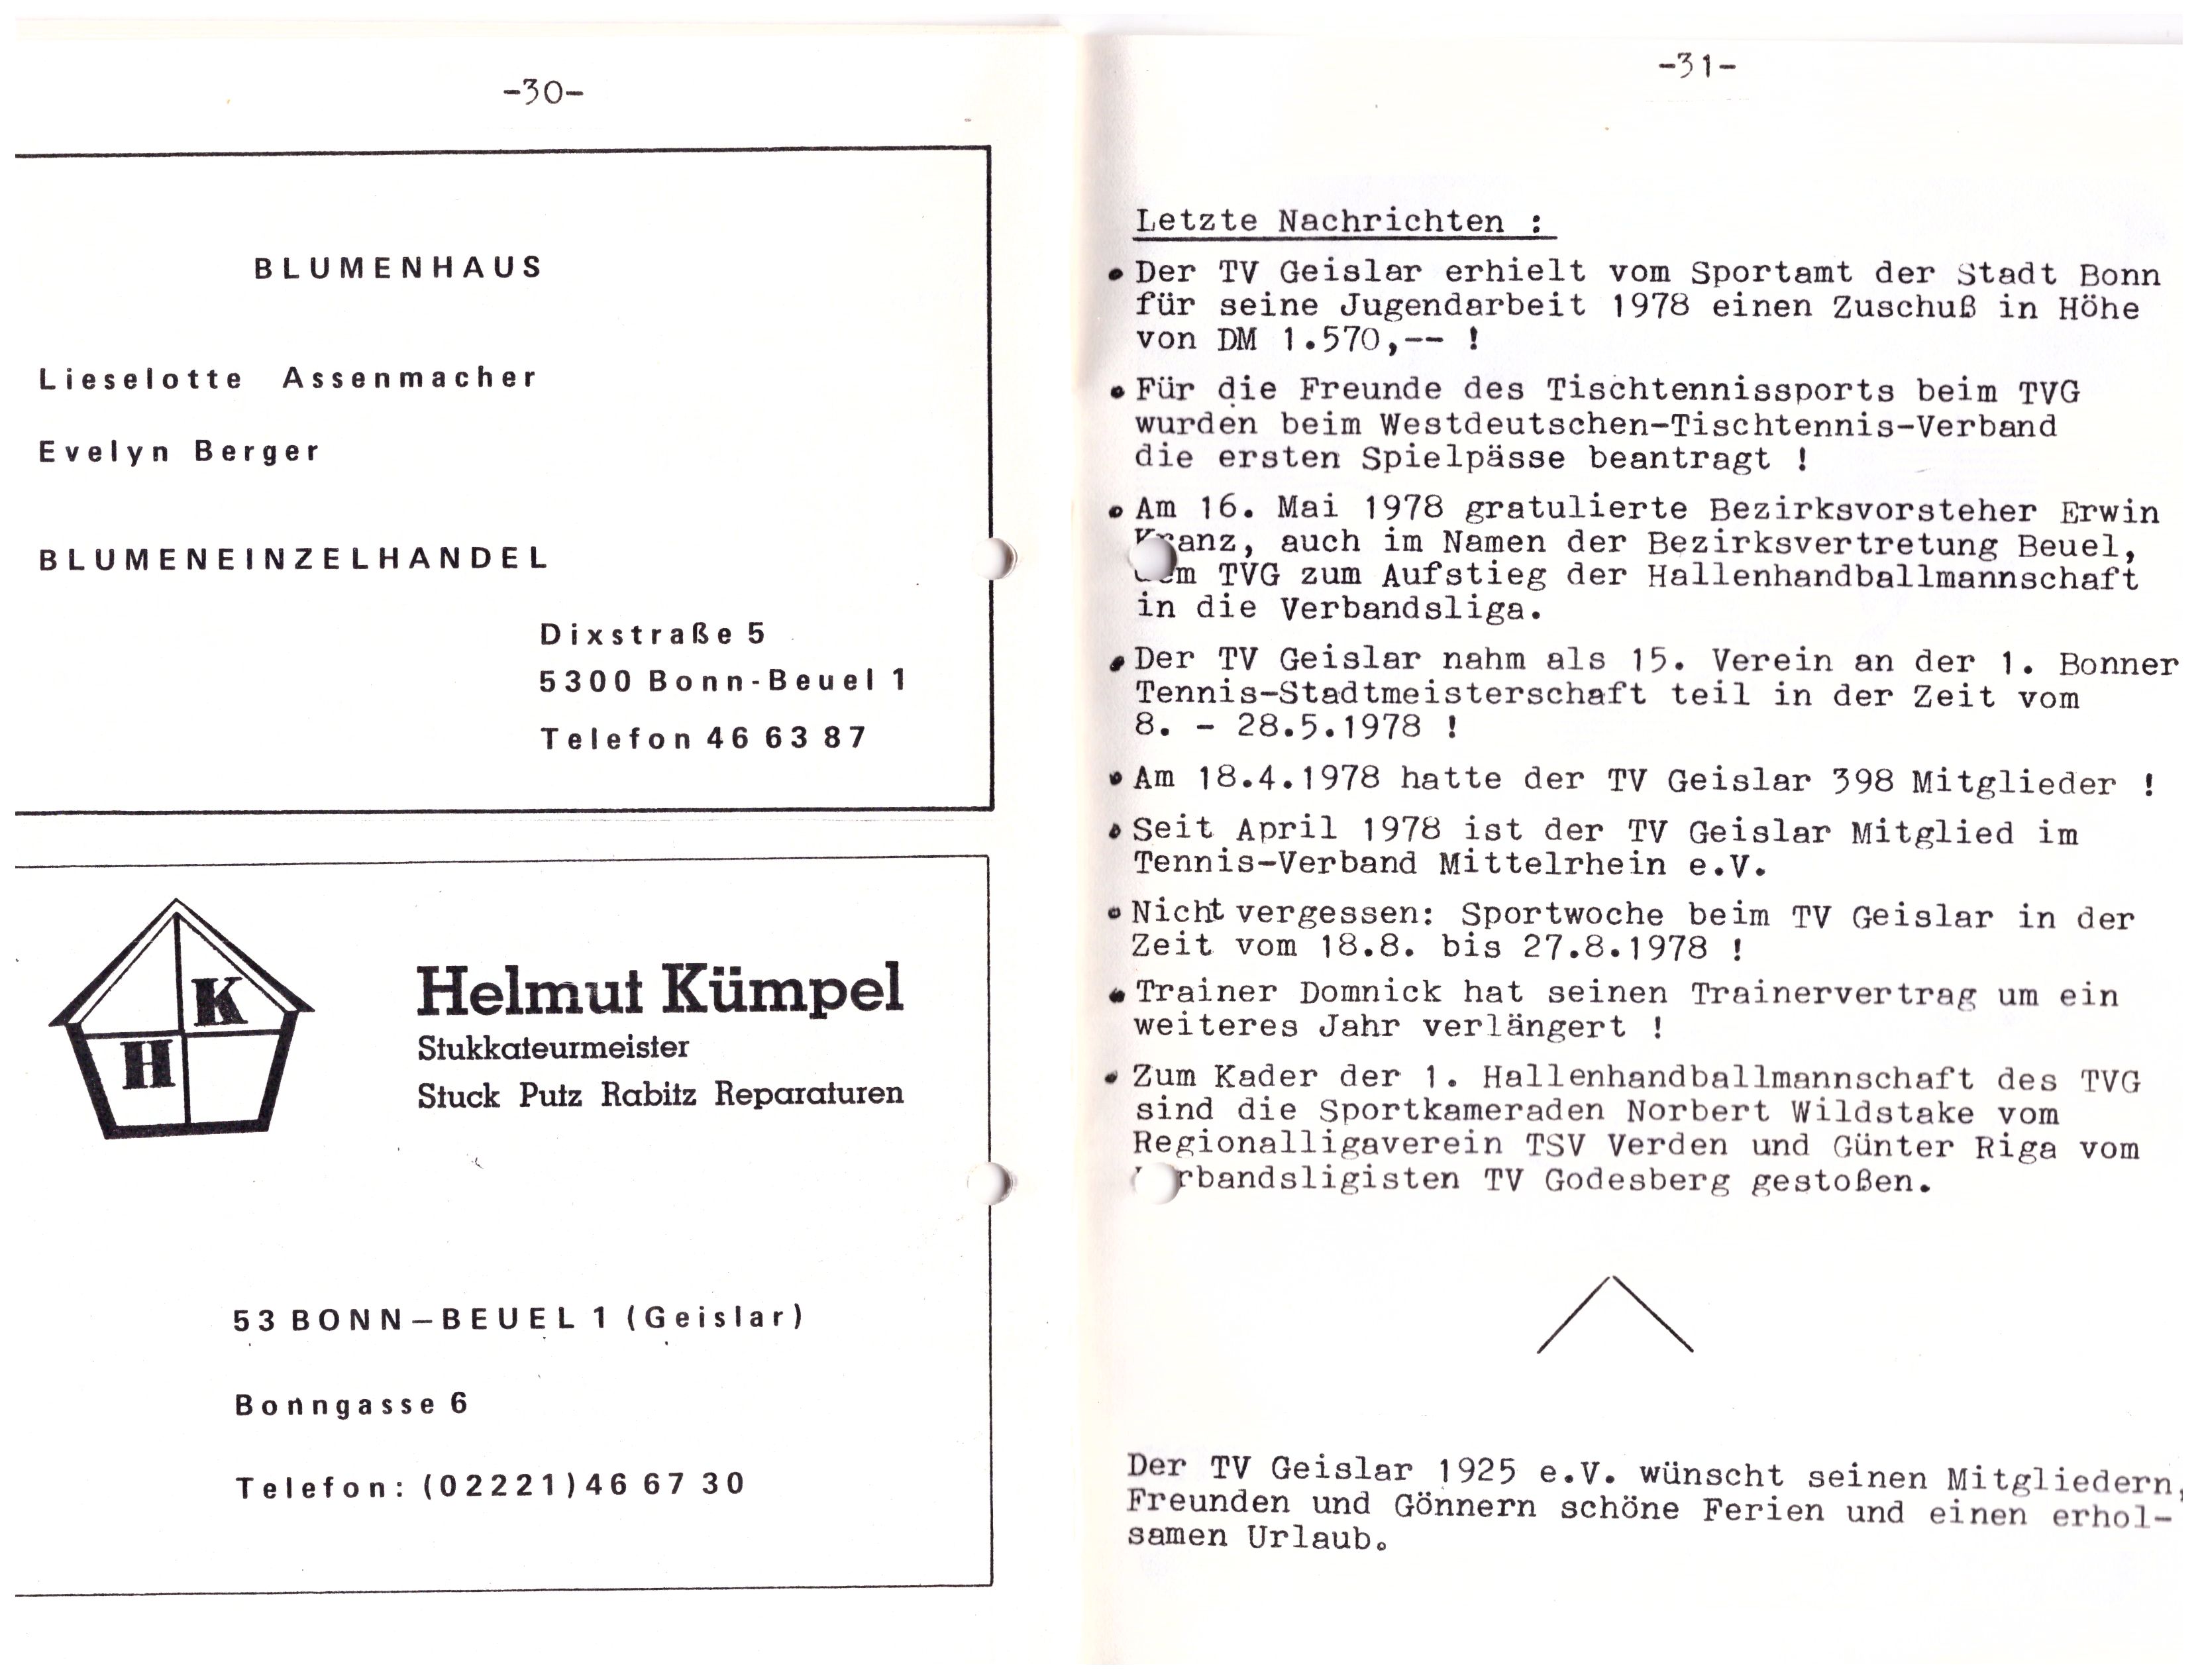 -30-
BLUMENHAUS
Lieselotte Assenmacher
Evelyn Berger
BLUMENEINZELHANDEL
Dixstraße 5
5300 Bonn-Beuel 1
Telefon 46 63 87
K
H
Helmut Kümpel
Stukkateurmeister
Stuck Putz Rabitz Reparaturen
53 BONN—BEUEL 1 (Geislar)
Bonngasse 6
Telefon: (02221) 46 67 30
-31-
Letzte Nachrichten :
• Der TV Geislar erhielt vom Sportamt der Stadt Bonn
für seine Jugendarbeit 1978 einen Zuschuß in Höhe
von DM 1.570,-- !
• Für die Freunde des Tischtennissports beim TVG
wurden beim Westdeutschen-Tischtennis-Verband
die ersten Spielpässe beantragt !
• Am 16. Mai 1978 gratulierte Bezirksvorsteher Erwin
Kranz, auch im Namen der Bezirksvertretung Beuel,
dem TVG zum Aufstieg der Hallenhandballmannschaft
in die Verbandsliga.
• Der TV Geislar nahm als 15. Verein an der 1. Bonner
Tennis-Stadtmeisterschaft teil in der Zeit vom
8. - 28.5.1978 !
• Am 18.4.1978 hatte der TV Geislar 398 Mitglieder !
• Seit April 1978 ist der TV Geislar Mitglied im
Tennis-Verband Mittelrhein e.V.
• Nicht vergessen: Sportwoche beim TV Geislar in der
Zeit vom 18.8. bis 27.8.1978 !
• Trainer Domnick hat seinen Trainervertrag um ein
weiteres Jahr verlängert !
• Zum Kader der 1. Hallenhandballmannschaft des TVG
sind die Sportkameraden Norbert Wildstake vom
Regionalligaverein TSV Verden und Günter Riga vom
Verbandsligisten TV Godesberg gestoßen.
Der TV Geislar 1925 e.V. wünscht seinen Mitgliedern,
Freunden und Gönnern schöne Ferien und einen erhol-
samen Urlaub.